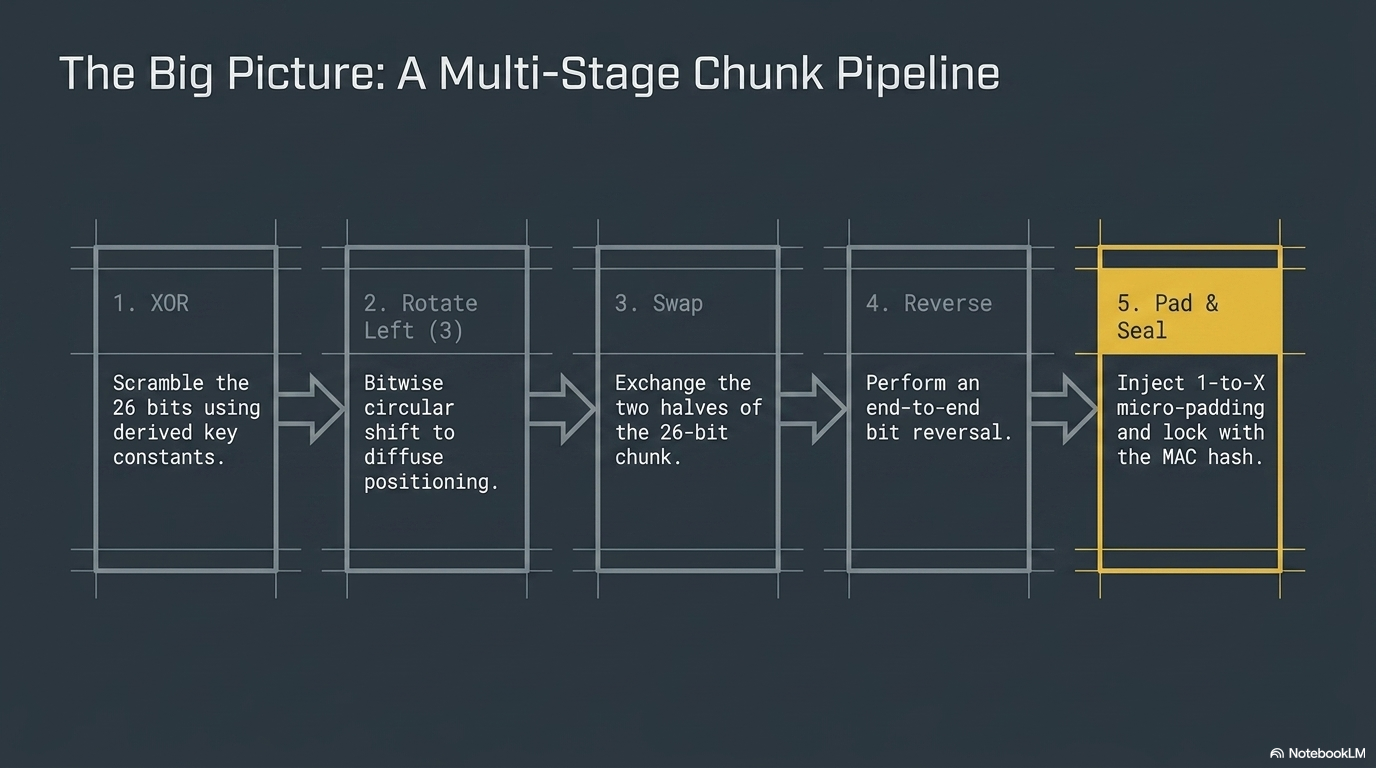 The Big Picture: A Multi-Stage Chunk Pipeline
1. XOR
Scramble the
26 bits using
derived key
constants.
2. Rotate
Left (3)
Bitwise
circular
shift to
diffuse
positioning.
3. Swap
Exchange the
two halves of
the 26-bit
chunk.
4. Reverse
Perform an
end-to-end
bit reversal.
5. Pad &
Seal
Inject 1-to-X
micro-padding
and lock with
the MAC hash.
NotebookLM